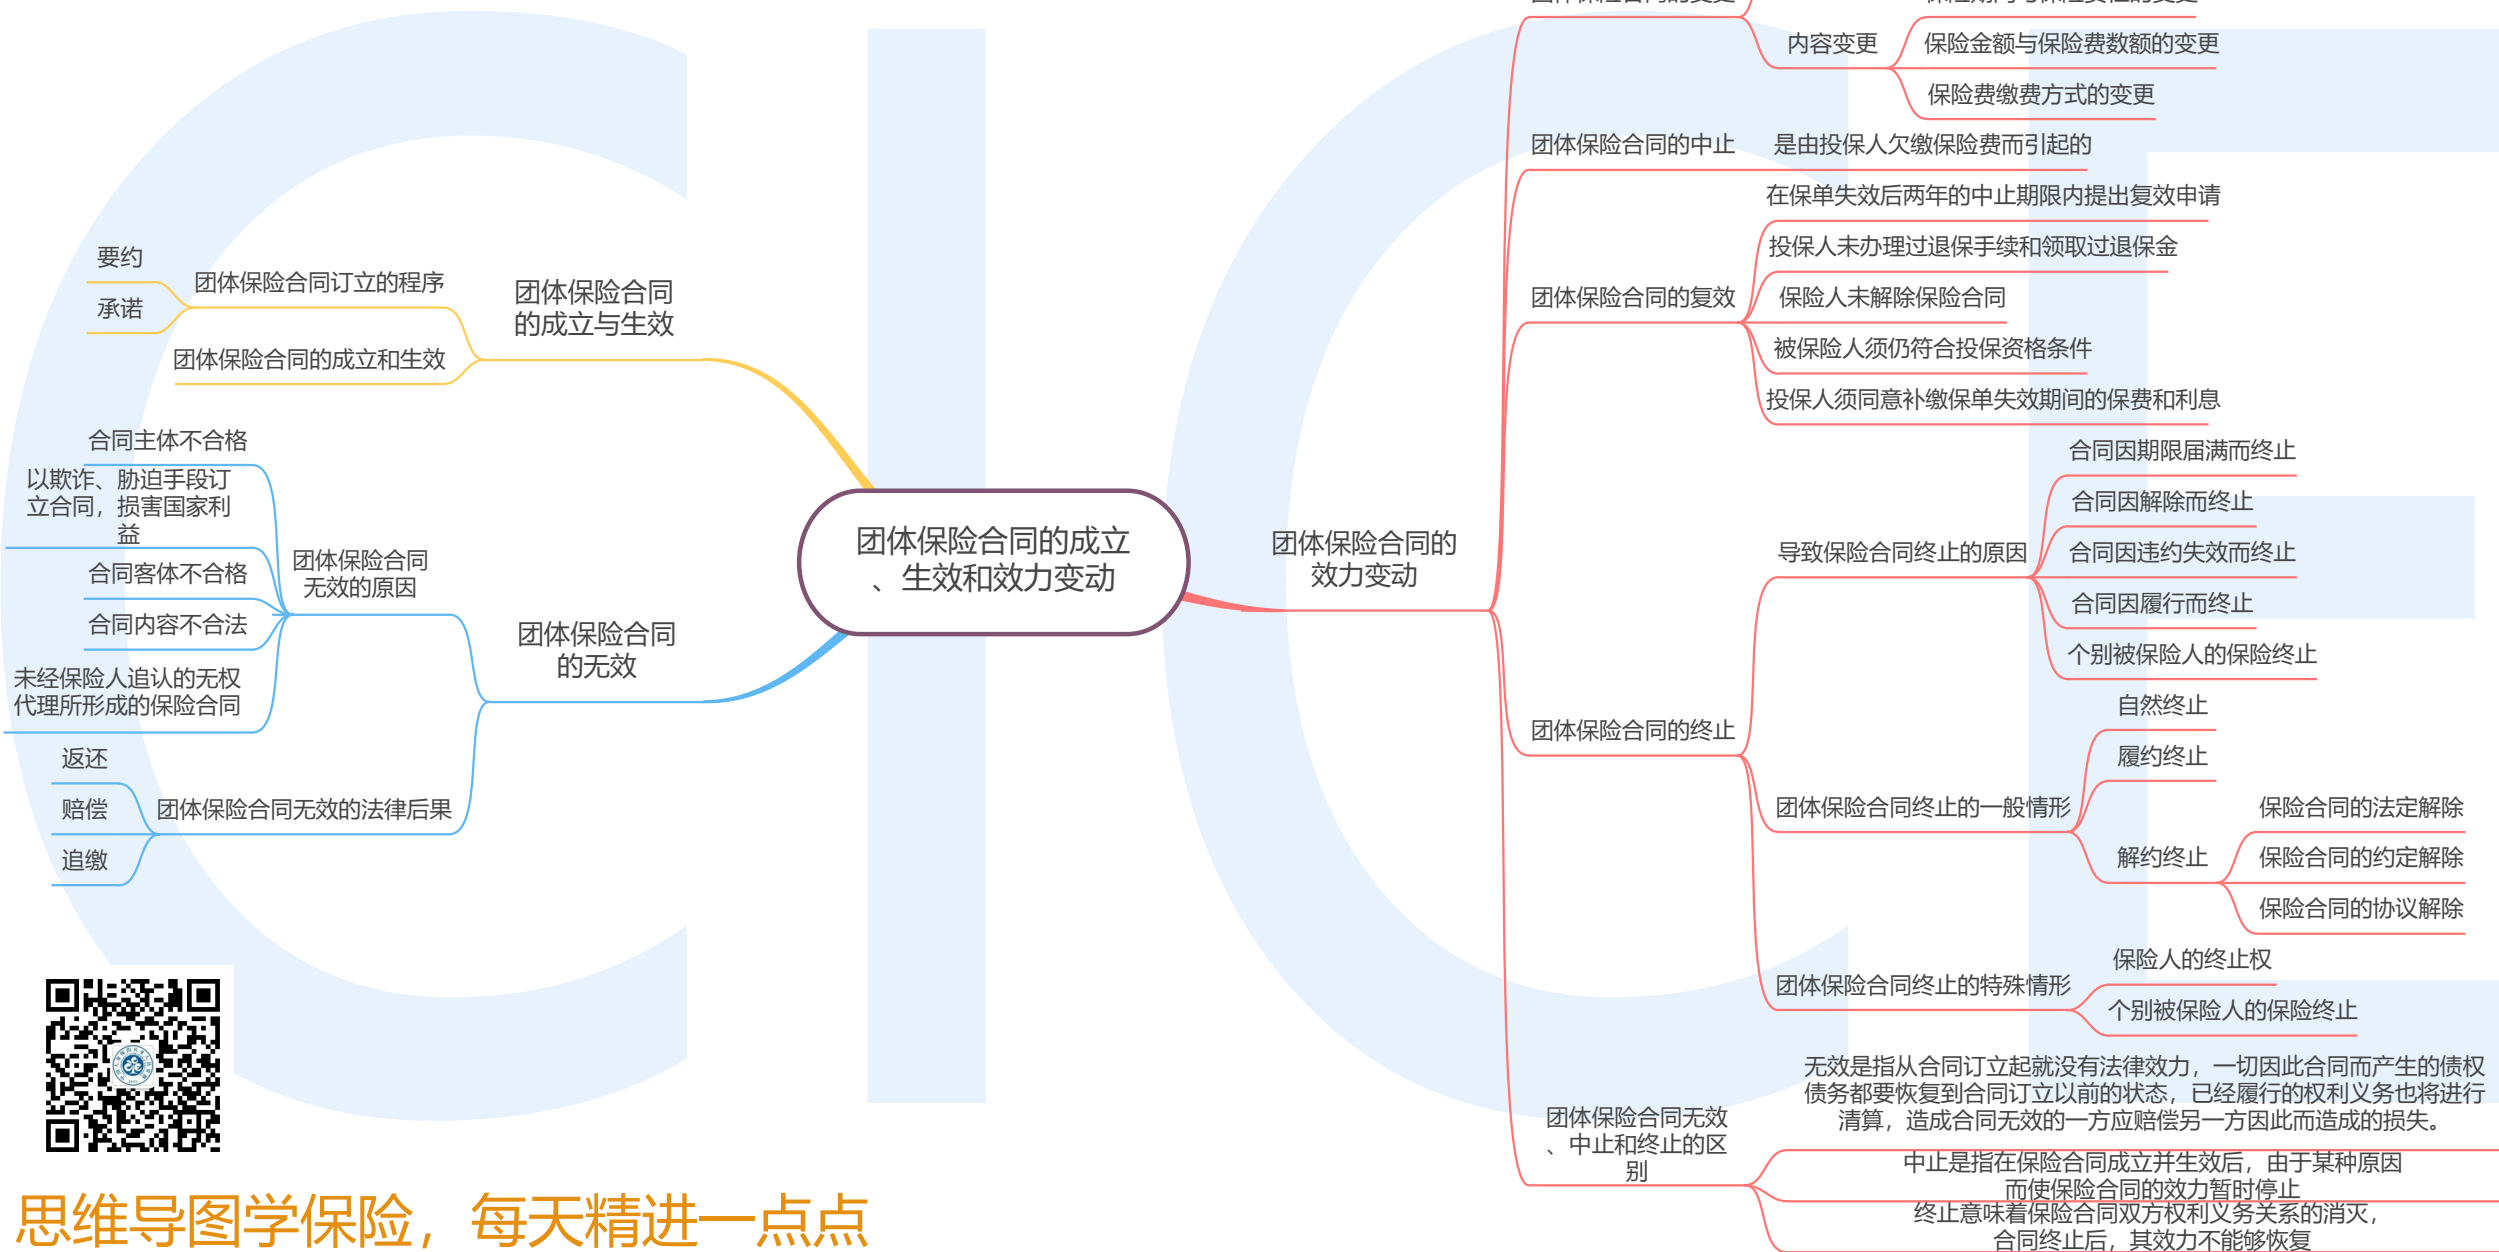 团体保险合同的成立
、生效和效力变动
团体保险合同
的成立与生效
团体保险合同订立的程序
要约
承诺
团体保险合同的成立和生效
团体保险合同
的无效
团体保险合同
无效的原因
合同主体不合格
以欺诈、胁迫手段订
立合同，损害国家利
益
合同客体不合格
合同内容不合法
未经保险人追认的无权
代理所形成的保险合同
团体保险合同无效的法律后果
返还
赔偿
追缴
团体保险合同的
效力变动
团体保险合同的变更
保险期间与保险责任的变更
内容变更
保险金额与保险费数额的变更
保险费缴费方式的变更
团体保险合同的中止
是由投保人欠缴保险费而引起的
团体保险合同的复效
在保单失效后两年的中止期限内提出复效申请
投保人未办理过退保手续和领取过退保金
保险人未解除保险合同
被保险人须仍符合投保资格条件
投保人须同意补缴保单失效期间的保费和利息
团体保险合同的终止
导致保险合同终止的原因
合同因期限届满而终止
合同因解除而终止
合同因违约失效而终止
合同因履行而终止
个别被保险人的保险终止
团体保险合同终止的一般情形
自然终止
履约终止
解约终止
保险合同的法定解除
保险合同的约定解除
保险合同的协议解除
团体保险合同终止的特殊情形
保险人的终止权
个别被保险人的保险终止
团体保险合同无效
、中止和终止的区
别
无效是指从合同订立起就没有法律效力，一切因此合同而产生的债权
债务都要恢复到合同订立以前的状态，已经履行的权利义务也将进行
清算，造成合同无效的一方应赔偿另一方因此而造成的损失。
中止是指在保险合同成立并生效后，由于某种原因
而使保险合同的效力暂时停止
终止意味着保险合同双方权利义务关系的消灭，
合同终止后，其效力不能够恢复
思维导图学保险，每天精进一点点